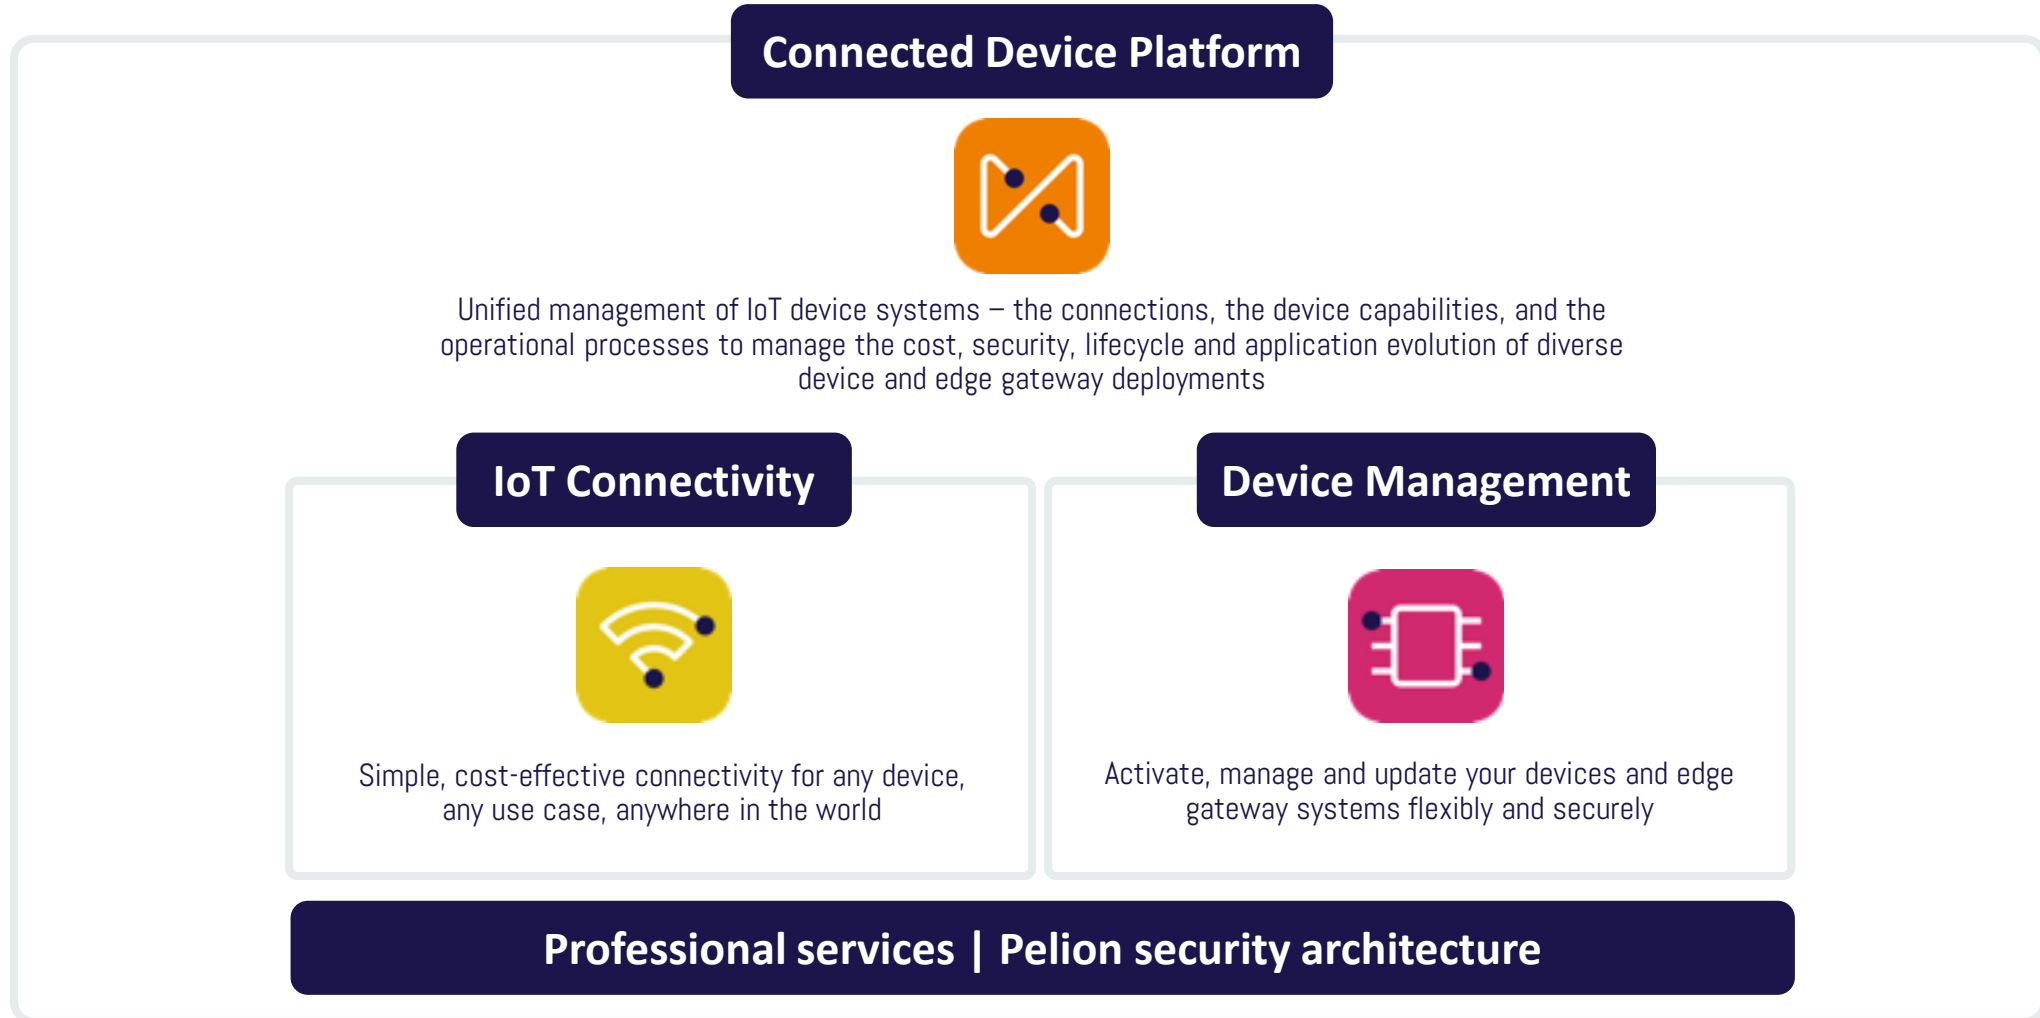 Connected Device Platform
Unified management of IoT device systems – the connections, the device capabilities, and the
operational processes to manage the cost, security, lifecycle and application evolution of diverse
device and edge gateway deployments
IoT Connectivity
Simple, cost-effective connectivity for any device,
any use case, anywhere in the world
Device Management
Activate, manage and update your devices and edge
gateway systems flexibly and securely
Professional services | Pelion security architecture